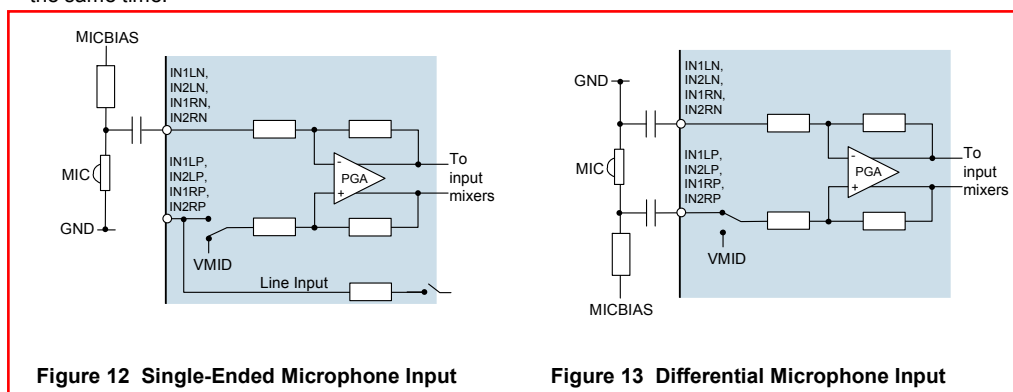 the same time.
MICBIAS
IN1LN,
IN2LN,
IN1RN,
IN2RN
MIC
IN1LP,
IN2LP,
IN1RP,
IN2RP
GND
-
+
PGA
To
input
mixers
VMID
Line Input
Figure 12 Single-Ended Microphone Input
GND
IN1LN,
IN2LN,
IN1RN,
IN2RN
MIC
IN1LP,
IN2LP,
IN1RP,
IN2RP
-
+
PGA
To
input
mixers
VMID
MICBIAS
Figure 13 Differential Microphone Input